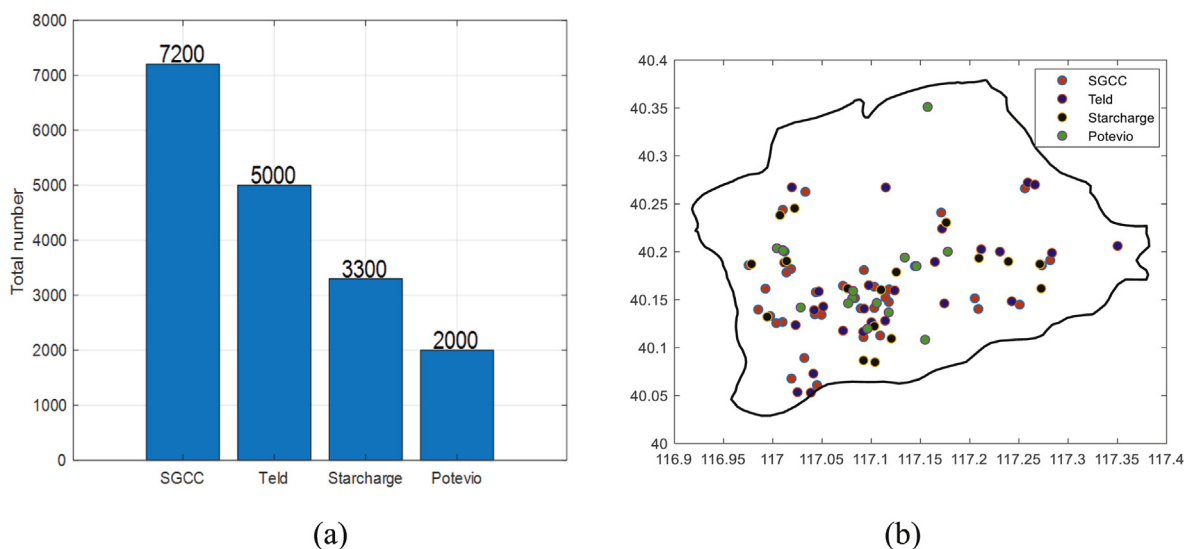 8000
7000
6000
5000
4000
3000
2000
1000
0
Total number
7200
5000
3300
2000
SGCC Teld Starcharge Potevio
(a)
40.4
40.35
40.3
40.25
40.2
40.15
40.1
40.05
40
SGCC
Teld
Starcharge
Potevio
116.9 116.95 117 117.05 117.1 117.15 117.2 117.25 117.3 117.35 117.4
(b)